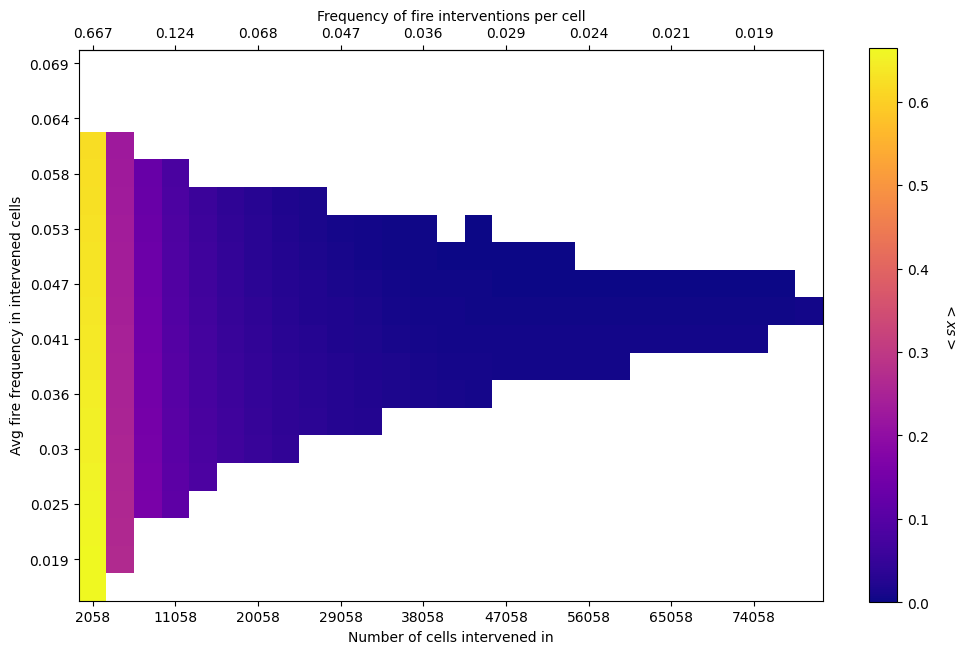 Frequency of fire interventions per cell
0.667 0.124 0.068 0.047 0.036 0.029 0.024 0.021 0.019
Avg fire frequency in intervened cells
0.069
0.064
0.058
0.053
0.047
0.041
0.036
0.03
0.025
0.019
2058 11058 20058 29058 38058 47058 56058 65058 74058
Number of cells intervened in
0.6
0.5
0.4
0.3
0.2
0.1
0.0
< sx >